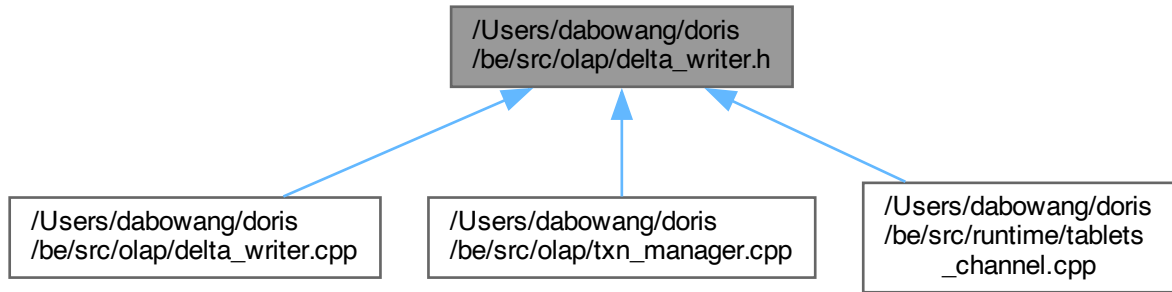 /Users/dabowang/doris
/be/src/olap/delta_writer.h
/Users/dabowang/doris
/be/src/olap/delta_writer.cpp
/Users/dabowang/doris
/be/src/olap/txn_manager.cpp
/Users/dabowang/doris
/be/src/runtime/tablets
_channel.cpp